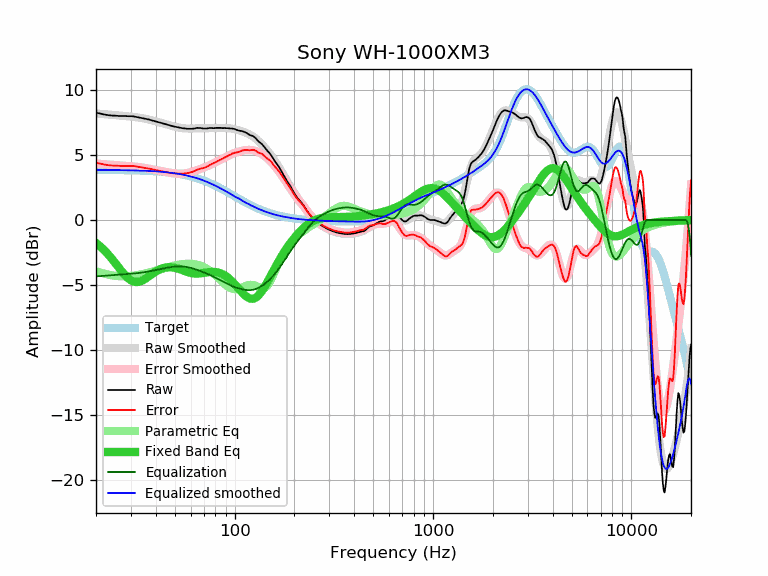 Sony WH-1000XM3
Amplitude (dBr)
10
5
0
−5
−10
−15
−20
Target
Raw Smoothed
Error Smoothed
Raw
Error
Parametric Eq
Fixed Band Eq
Equalization
Equalized smoothed
100 1000 10000
Frequency (Hz)